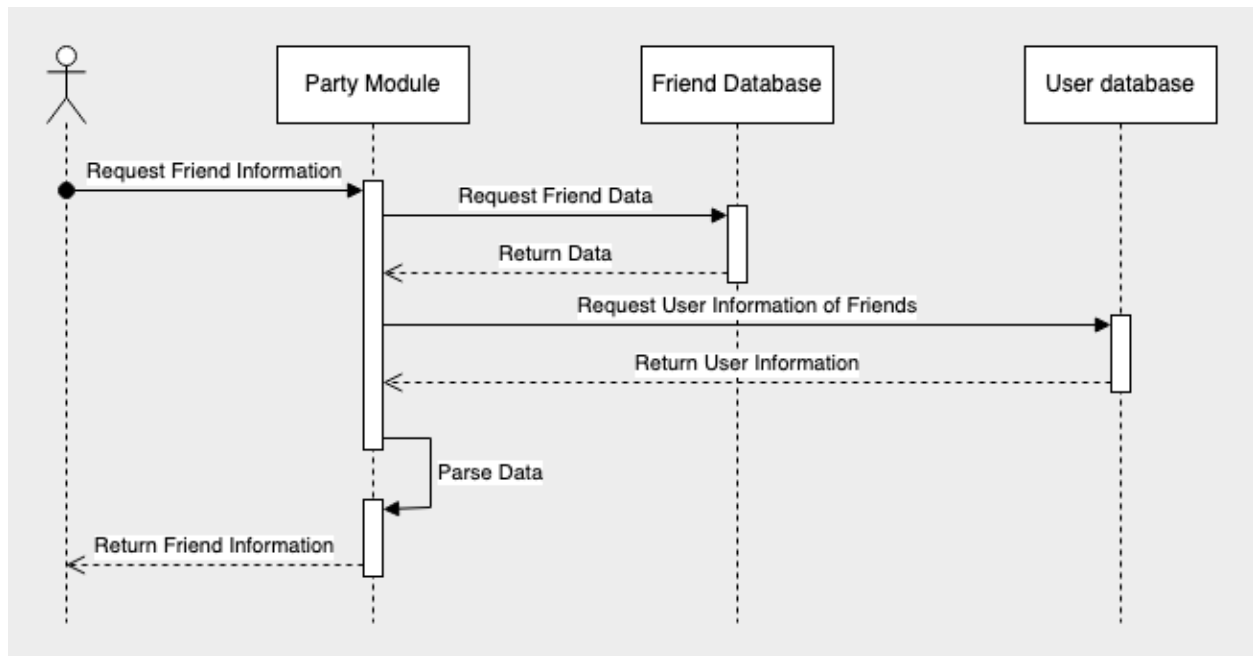 Party Module
Friend Database
User database
Request Friend Information
Request Friend Data
Return Data
Request User Information of Friends
Return User Information
Parse Data
Return Friend Information